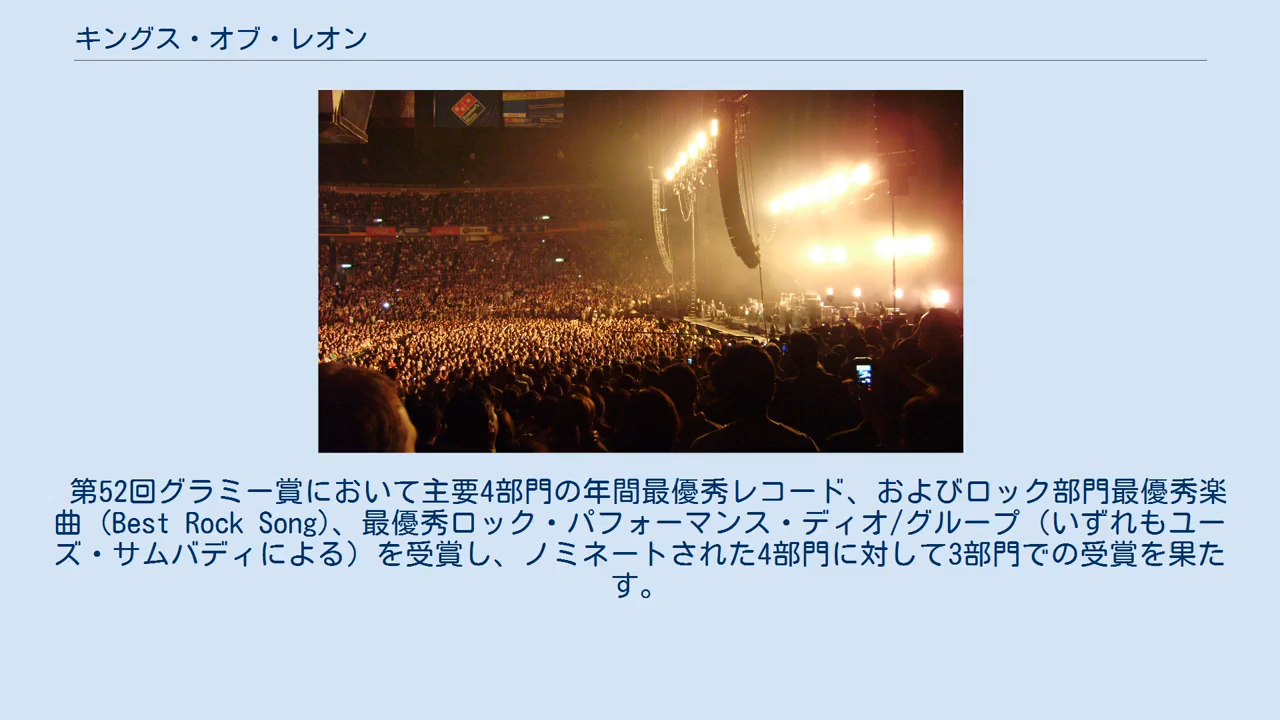 キングス・オブ・レオン
第52回グラミー賞において主要4部門の年間最優秀レコード、およびロック部門最優秀楽
曲（Best Rock Song)、最優秀ロック・パフォーマンス・ディオ/グループ（いずれもユー
ズ・サムバディによる）を受賞し、ノミネートされた4部門に対して3部門での受賞を果た
す。